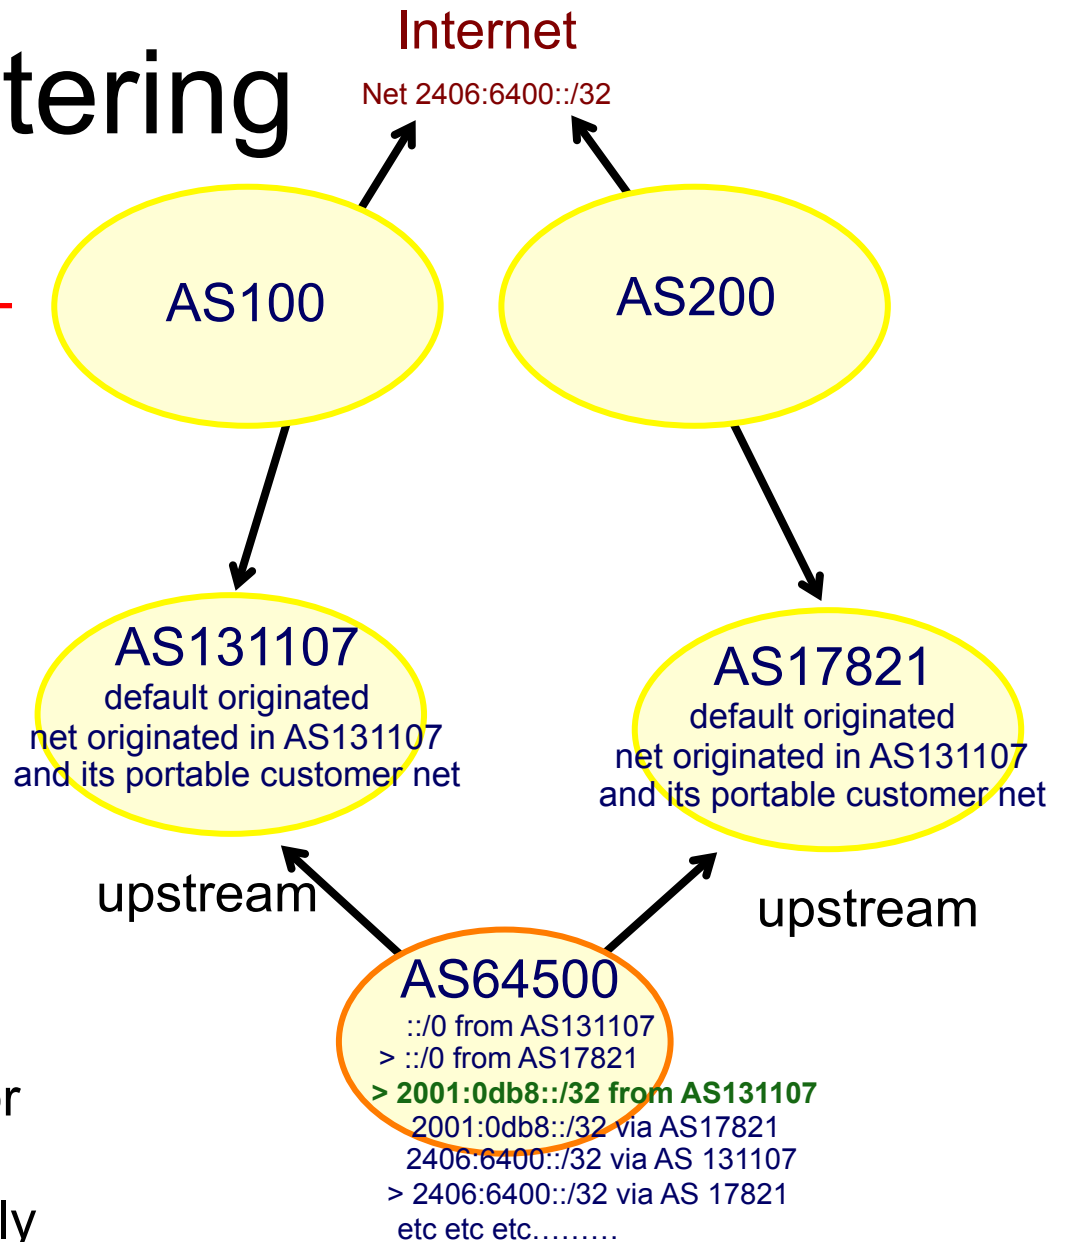 Internet
tering
Net 2406:6400::/32
AS100
AS200
AS131107
default originated
net originated in AS131107
and its portable customer net
AS17821
default originated
net originated in AS131107
and its portable customer net
upstream
upstream
AS64500
::/0 from AS131107
> ::/0 from AS17821
> 2001:0db8::/32 from AS131107
2001:0db8::/32 via AS17821
2406:6400::/32 via AS 131107
> 2406:6400::/32 via AS 17821
etc etc etc………
or
ly